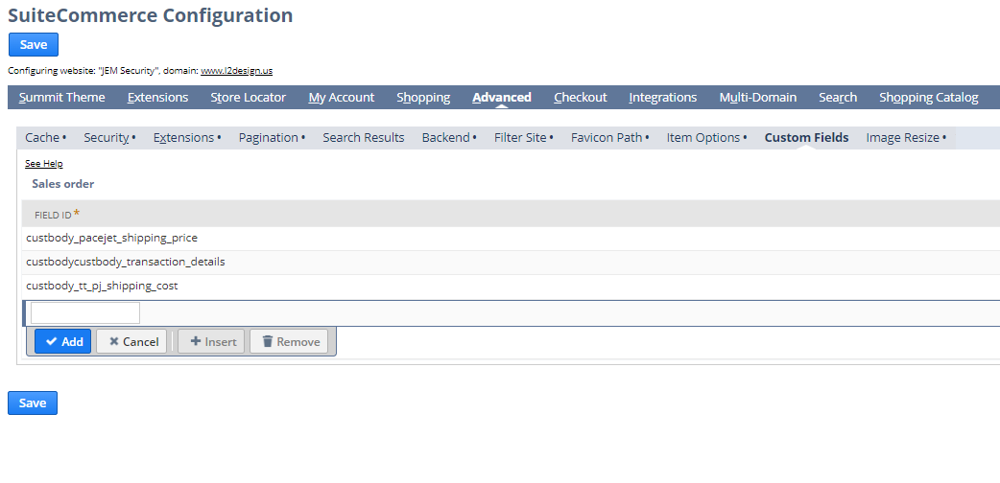 SuiteCommerce Configuration
Save
Configuring website: "JEM Security", domain: www.l2design.us
Summit Theme Extensions Store Locator My Account Shopping Advanced Checkout Integrations Multi-Domain Search Shopping Catalog
Cache • Security • Extensions • Pagination • Search Results Backend • Filter Site • Favicon Path • Item Options • Custom Fields Image Resize •
See Help
Sales order
FIELD ID *
custbody_pacejet_shipping_price
custbodycustbody_transaction_details
custbody_tt_pj_shipping_cost
Add Cancel Insert Remove
Save